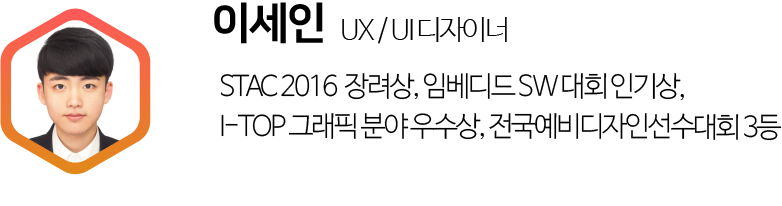 이세인 UX / UI 디자이너
STAC 2016 장려상, 임베디드 SW 대회 인기상,
I-TOP 그래픽 분야 우수상, 전국예비디자인선수대회 3등